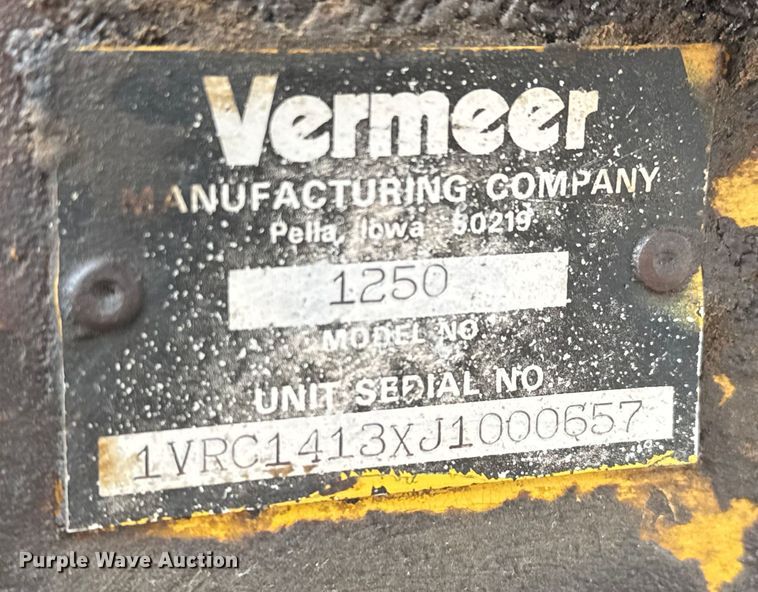 Vermeer
MANUFACTURING COMPANY
Pella, Iowa 50219
1250
MODEL NO
UNIT SERIAL NO
1VRC1413XJ1000657
Purple Wave Auction